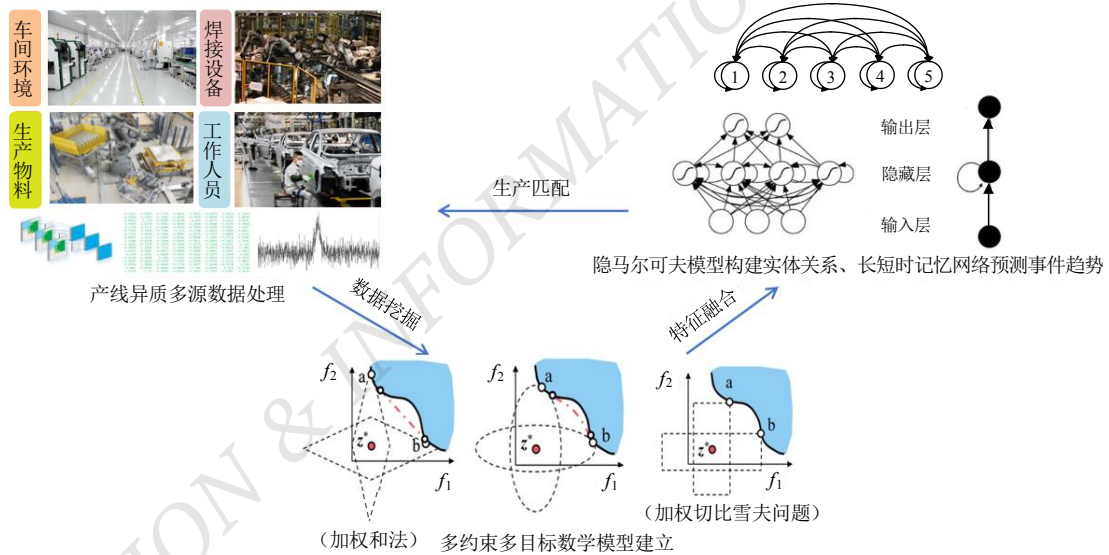 车间环境
焊接设备
生产物料
工作人员
产线异质多源数据处理
1 2 3 4 5
输出层
隐藏层
输入层
隐马尔可夫模型构建实体关系、长短时记忆网络预测事件趋势
生产匹配
数据挖掘
特征融合
f2
a
b
z*
f1
f2
a
b
z*
f1
f2
a
b
z*
f1
(加权和法)
多约束多目标数学模型建立
(加权切比雪夫问题)
ION & INFORMATIO